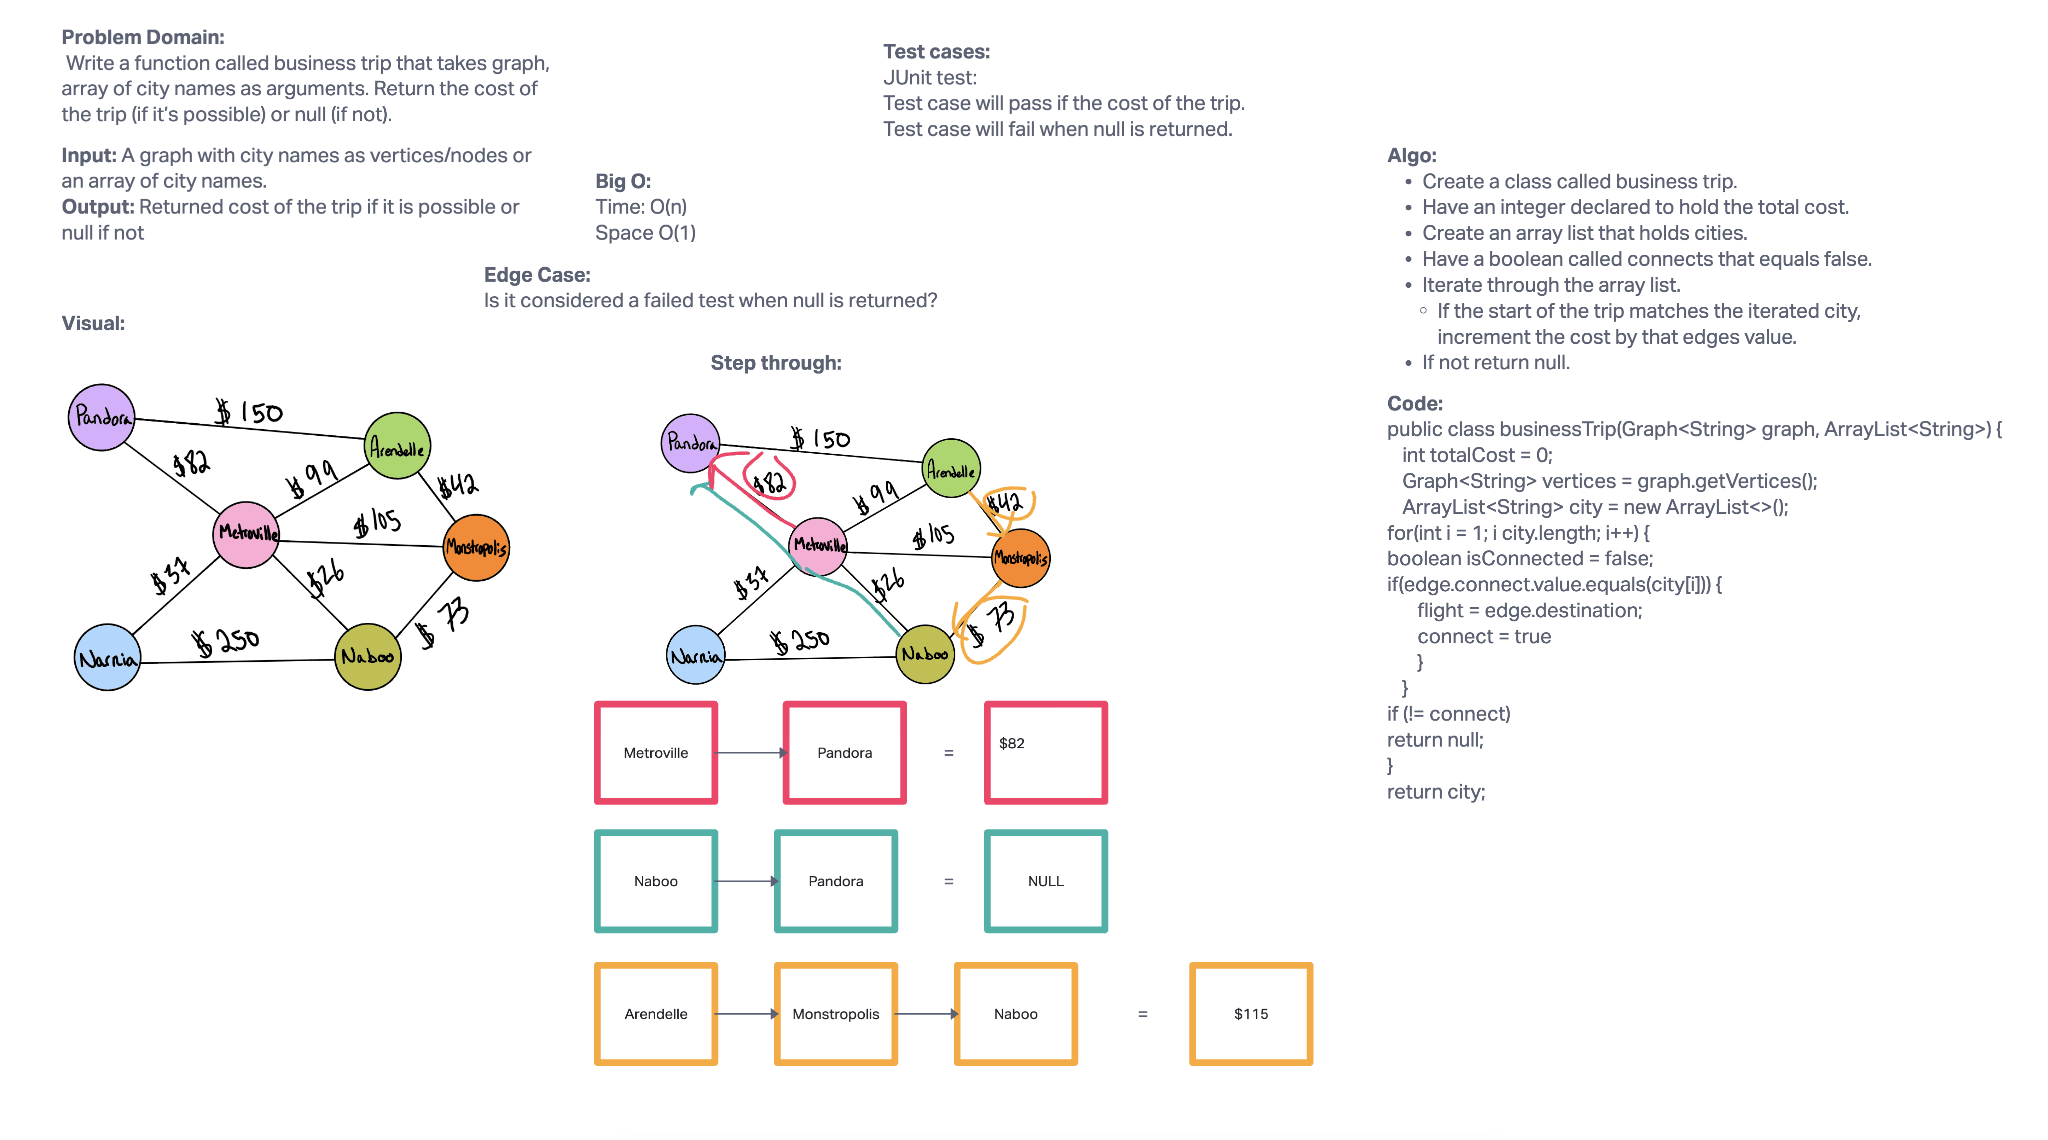 Problem Domain:
Write a function called business trip that takes graph,
array of city names as arguments. Return the cost of
the trip (if it's possible) or null (if not).
Input: A graph with city names as vertices/nodes or
an array of city names.
Output: Returned cost of the trip if it is possible or
null if not
Big O:
Time: O(n)
Space O(1)
Edge Case:
Is it considered a failed test when null is returned?
Test cases:
JUnit test:
Test case will pass if the cost of the trip.
Test case will fail when null is returned.
Visual:
Pandora
$150
Arendelle
$82
$99
$42
Metroville
$105
Monstropolis
$37
$26
$73
Narnia
$250
Naboo
Step through:
Pandora
$150
Arendelle
$82
$99
$42
Metroville
$105
Monstropolis
$37
$26
$73
Narnia
$250
Naboo
Metroville
Pandora
=
$82
Naboo
Pandora
=
NULL
Arendelle
Monstropolis
Naboo
=
$115
Algo:
• Create a class called business trip.
• Have an integer declared to hold the total cost.
• Create an array list that holds cities.
• Have a boolean called connects that equals false.
• Iterate through the array list.
◦ If the start of the trip matches the iterated city,
increment the cost by that edges value.
• If not return null.
Code:
public class businessTrip(Graph<String> graph, ArrayList<String>) {
int totalCost = 0;
Graph<String> vertices = graph.getVertices();
ArrayList<String> city = new ArrayList<>();
for(int i = 1; i city.length; i++) {
boolean isConnected = false;
if(edge.connect.value.equals(city[i])) {
flight = edge.destination;
connect = true
}
}
if (!= connect)
return null;
}
return city;